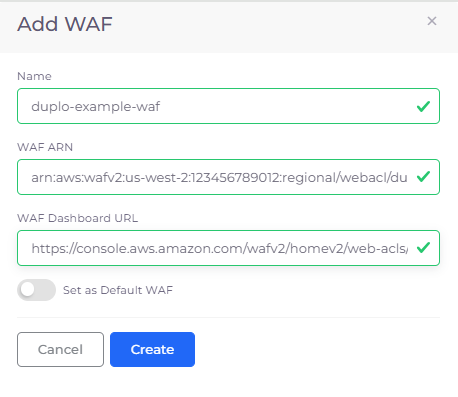 Add WAF
Name
duplo-example-waf
WAF ARN
arn:aws:wafv2:us-west-2:123456789012:regional/webacl/du
WAF Dashboard URL
https://console.aws.amazon.com/wafv2/homev2/web-acls/
Set as Default WAF
Cancel Create